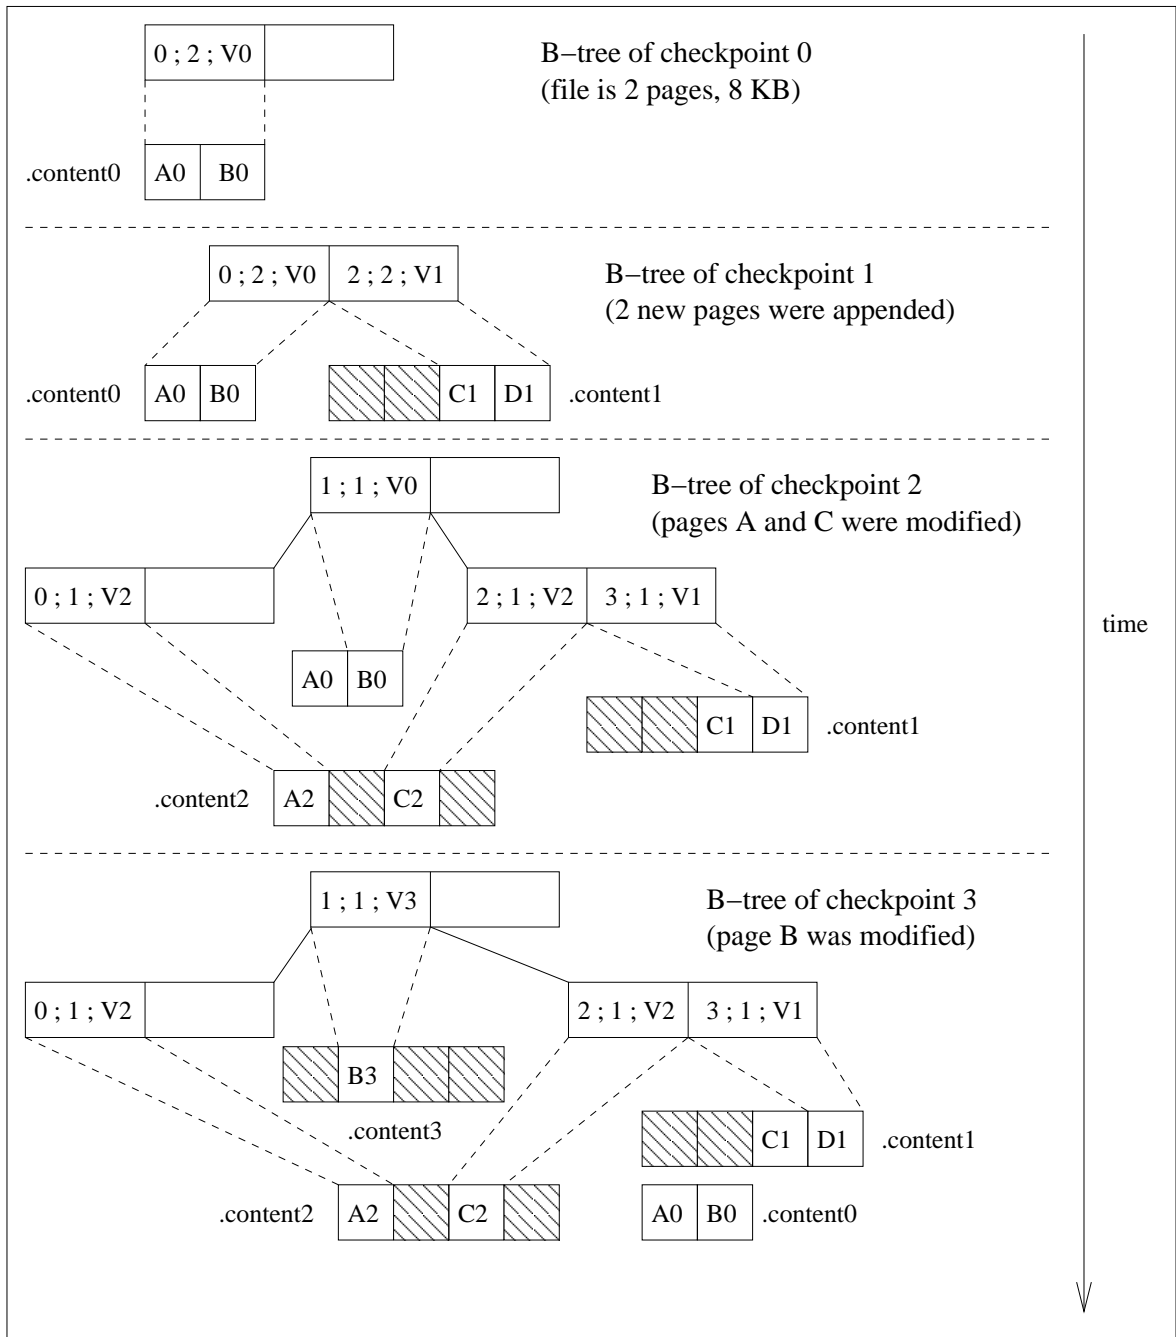 0 ; 2 ; V0
B−tree of checkpoint 0
(file is 2 pages, 8 KB)
.content0 A0 B0
0 ; 2 ; V0 2 ; 2 ; V1
B−tree of checkpoint 1
(2 new pages were appended)
.content0 A0 B0 C1 D1 .content1
1 ; 1 ; V0
B−tree of checkpoint 2
(pages A and C were modified)
0 ; 1 ; V2 2 ; 1 ; V2 3 ; 1 ; V1
time
A0 B0
C1 D1 .content1
.content2 A2 C2
1 ; 1 ; V3
B−tree of checkpoint 3
(page B was modified)
0 ; 1 ; V2 2 ; 1 ; V2 3 ; 1 ; V1
B3
.content3
C1 D1 .content1
.content2 A2 C2
A0 B0 .content0